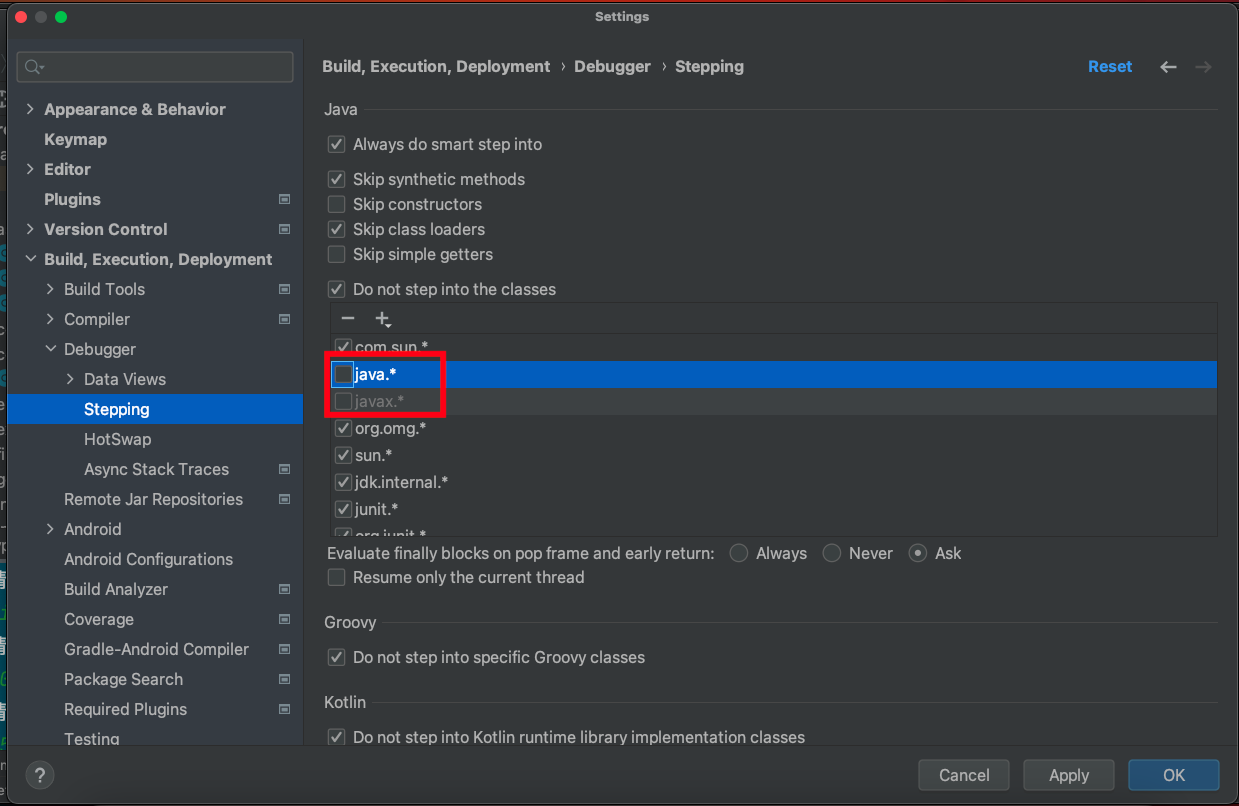 Settings
Build, Execution, Deployment › Debugger › Stepping
Reset
Appearance & Behavior
Keymap
Editor
Plugins
Version Control
Build, Execution, Deployment
Build Tools
Compiler
Debugger
Data Views
Stepping
HotSwap
Async Stack Traces
Remote Jar Repositories
Android
Android Configurations
Build Analyzer
Coverage
Gradle-Android Compiler
Package Search
Required Plugins
Testing
Java
Always do smart step into
Skip synthetic methods
Skip constructors
Skip class loaders
Skip simple getters
Do not step into the classes
com.sun.*
java.*
javax.*
org.omg.*
sun.*
jdk.internal.*
junit.*
org.junit.*
Evaluate finally blocks on pop frame and early return: Always Never Ask
Resume only the current thread
Groovy
Do not step into specific Groovy classes
Kotlin
Do not step into Kotlin runtime library implementation classes
?
Cancel
Apply
OK